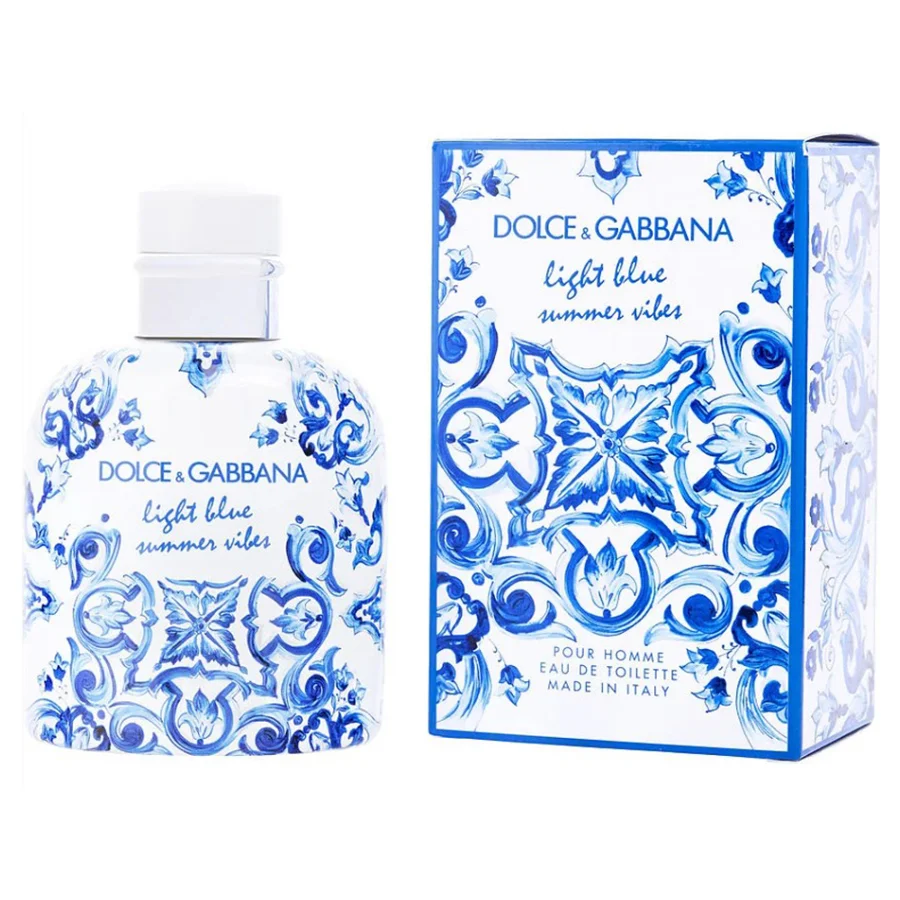 DOLCE & GABBANA
light blue
summer vibes
DOLCE & GABBANA
light blue
summer vibes
POUR HOMME
EAU DE TOILETTE
MADE IN ITALY